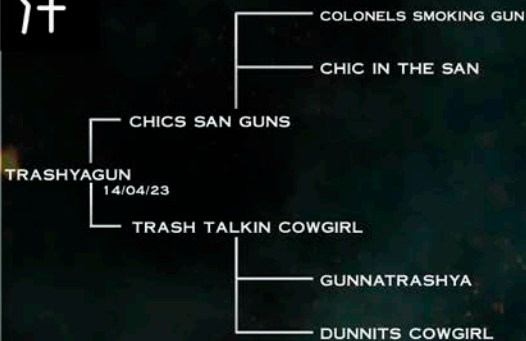 COLONELS SMOKING GUN
CHIC IN THE SAN
CHICS SAN GUNS
TRASHYAGUN
14/04/23
TRASH TALKIN COWGIRL
GUNNATRASHYA
DUNNITS COWGIRL